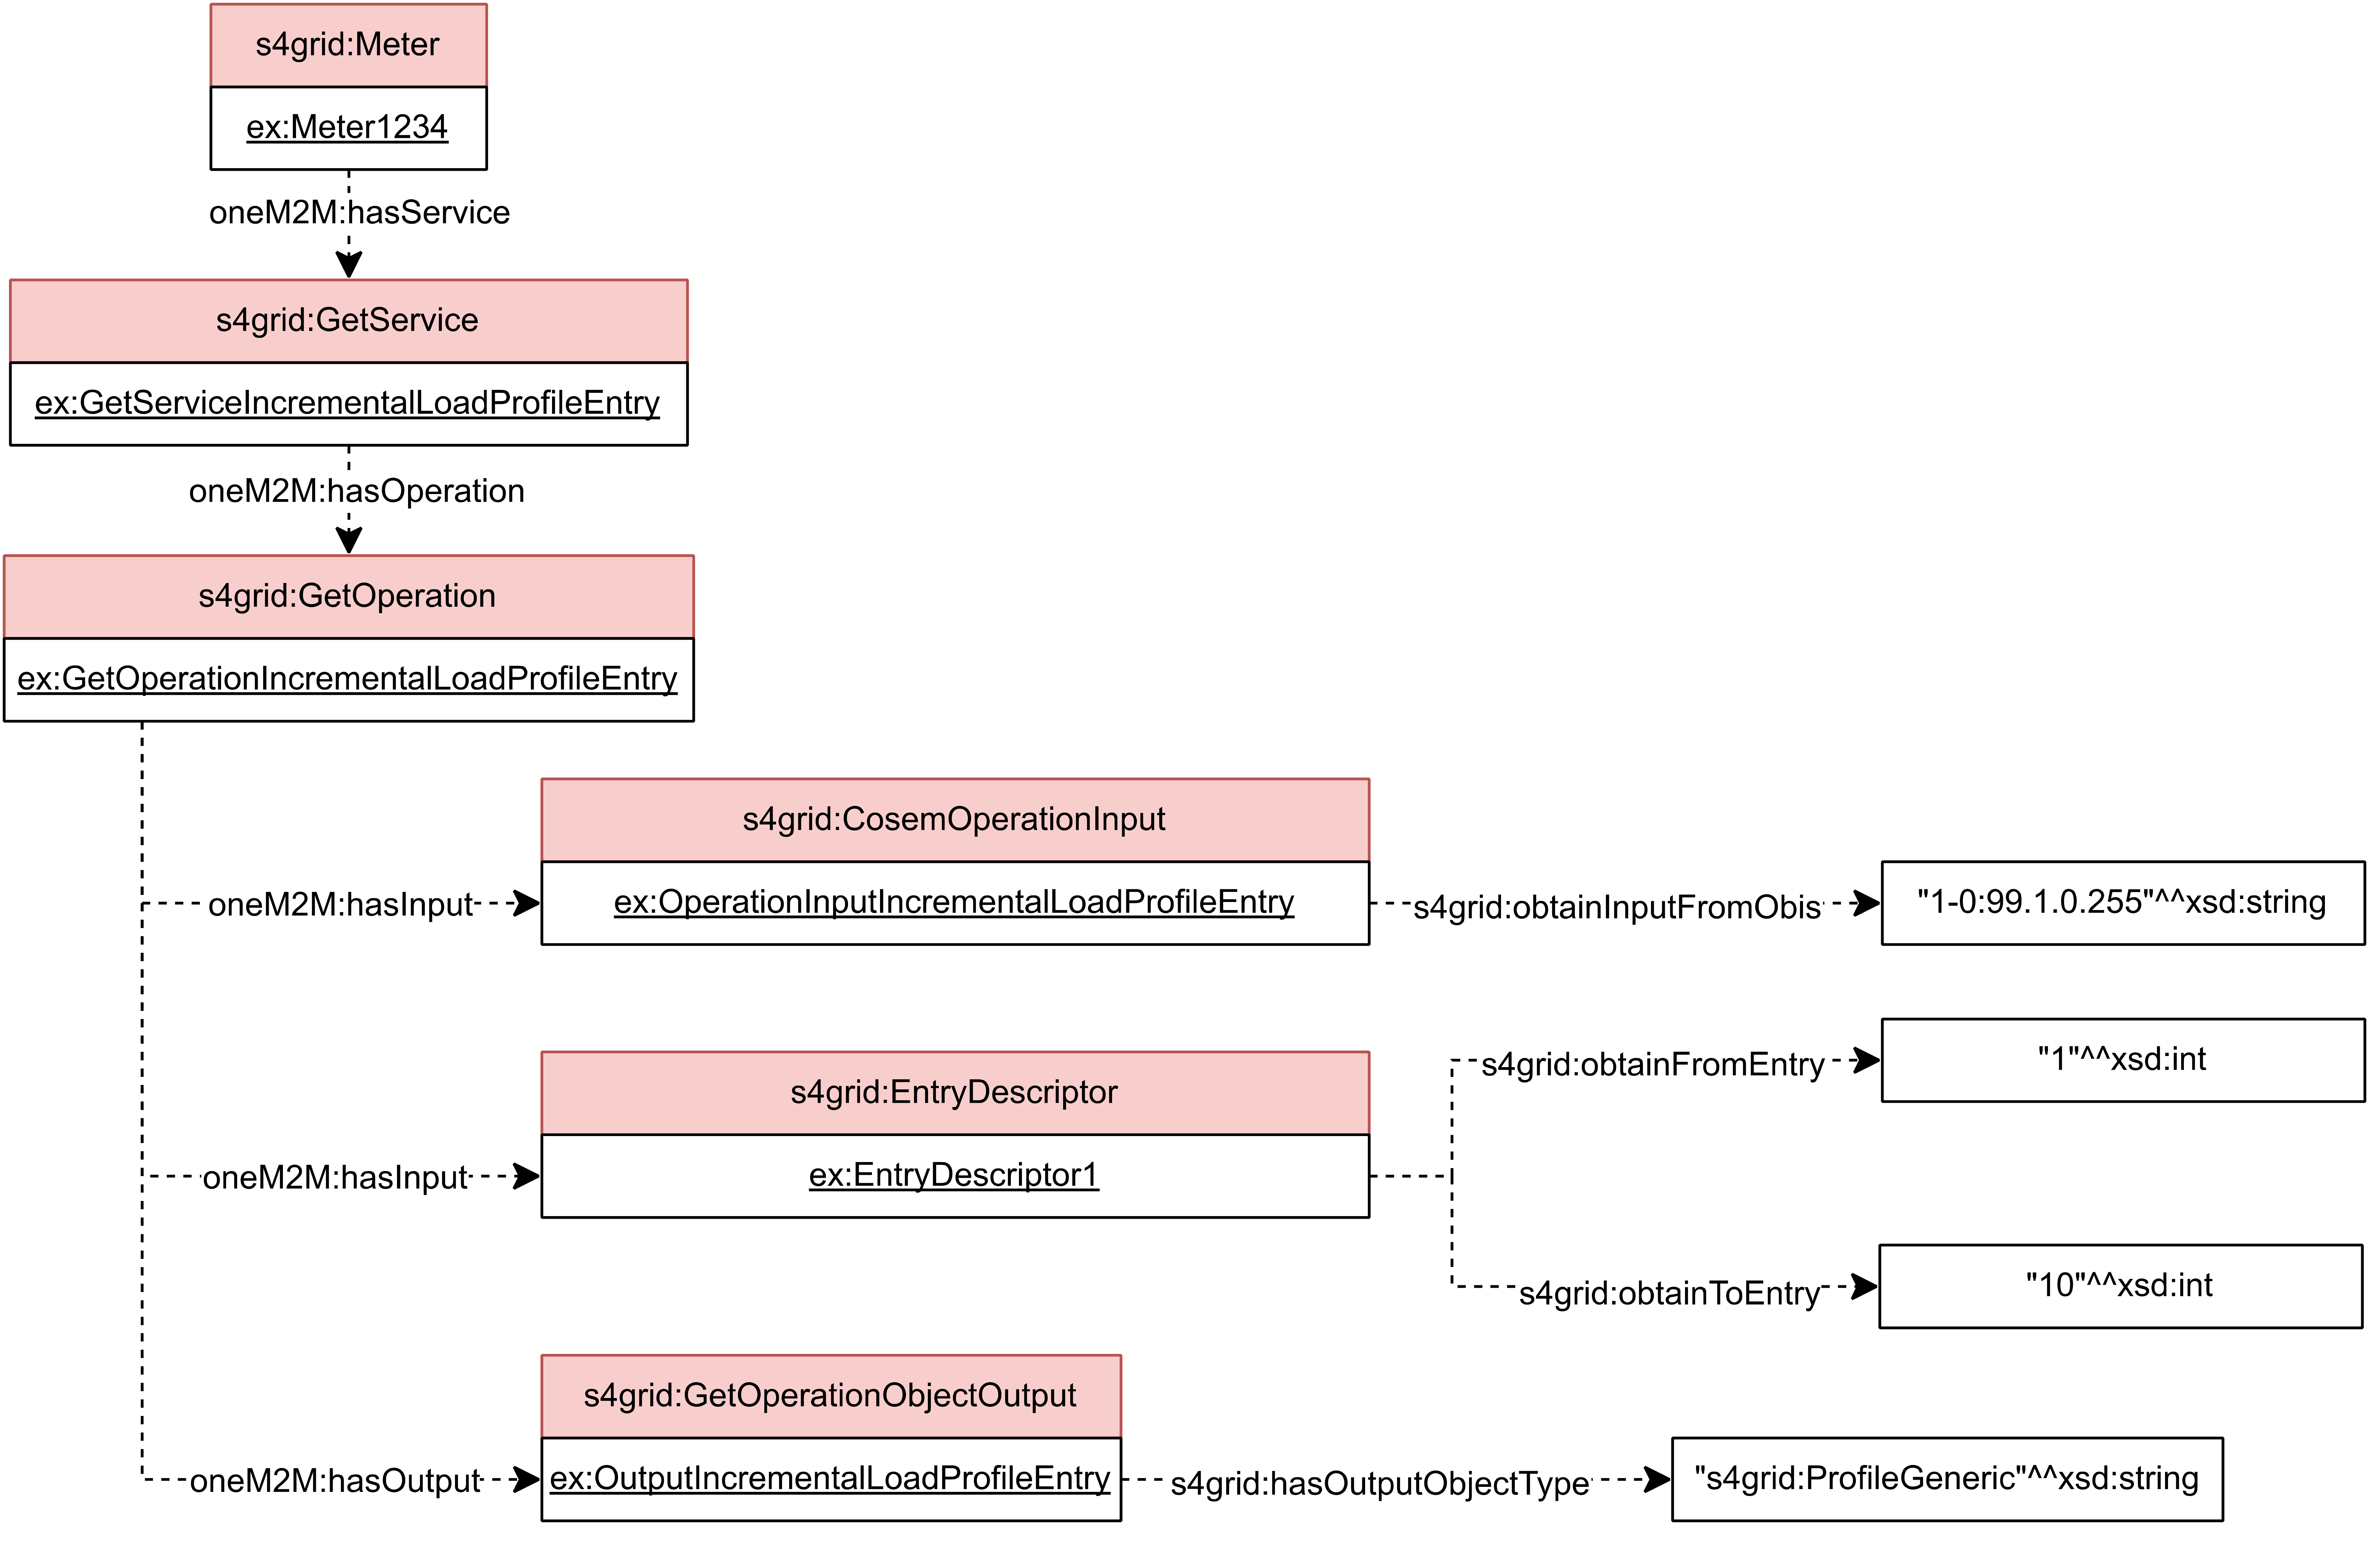 s4grid:Meter
ex:Meter1234
oneM2M:hasService
s4grid:GetService
ex:GetServiceIncrementalLoadProfileEntry
oneM2M:hasOperation
s4grid:GetOperation
ex:GetOperationIncrementalLoadProfileEntry
s4grid:CosemOperationInput
oneM2M:hasInput
ex:OperationInputIncrementalLoadProfileEntry
s4grid:obtainInputFromObis
"1-0:99.1.0.255"^^xsd:string
s4grid:EntryDescriptor
s4grid:obtainFromEntry
"1"^^xsd:int
oneM2M:hasInput
ex:EntryDescriptor1
s4grid:obtainToEntry
"10"^^xsd:int
s4grid:GetOperationObjectOutput
oneM2M:hasOutput
ex:OutputIncrementalLoadProfileEntry
s4grid:hasOutputObjectType
"s4grid:ProfileGeneric"^^xsd:string